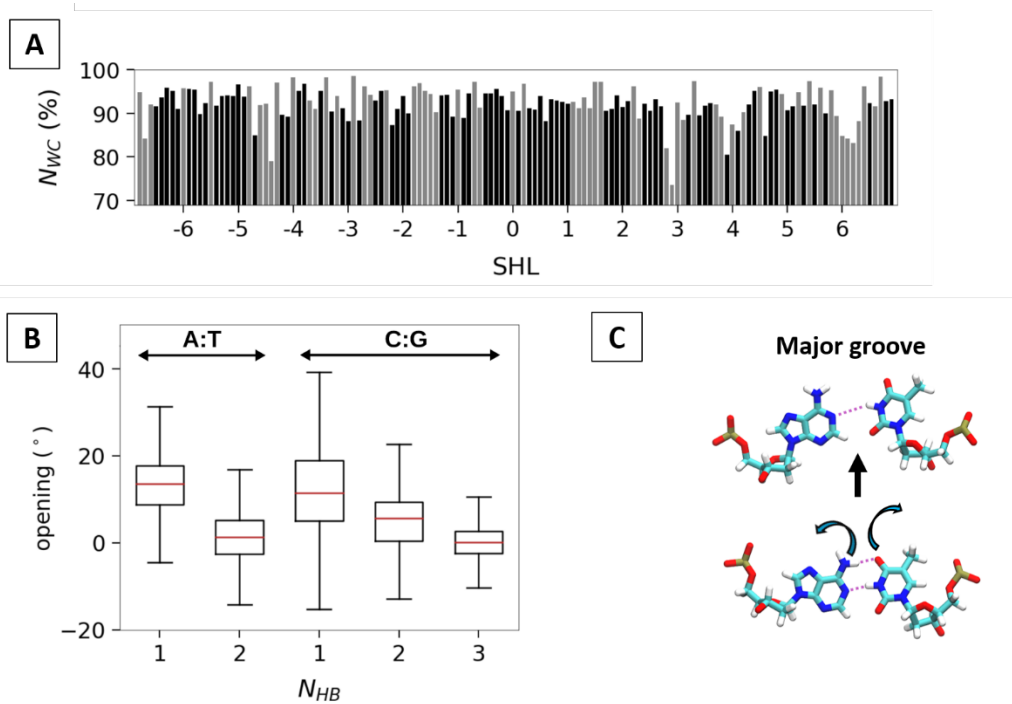 A
N_WC (%)
100
90
80
70
-6 -5 -4 -3 -2 -1 0 1 2 3 4 5 6
SHL
B
A:T C:G
opening (°)
40
20
0
−20
1 2 1 2 3
N_HB
C
Major groove